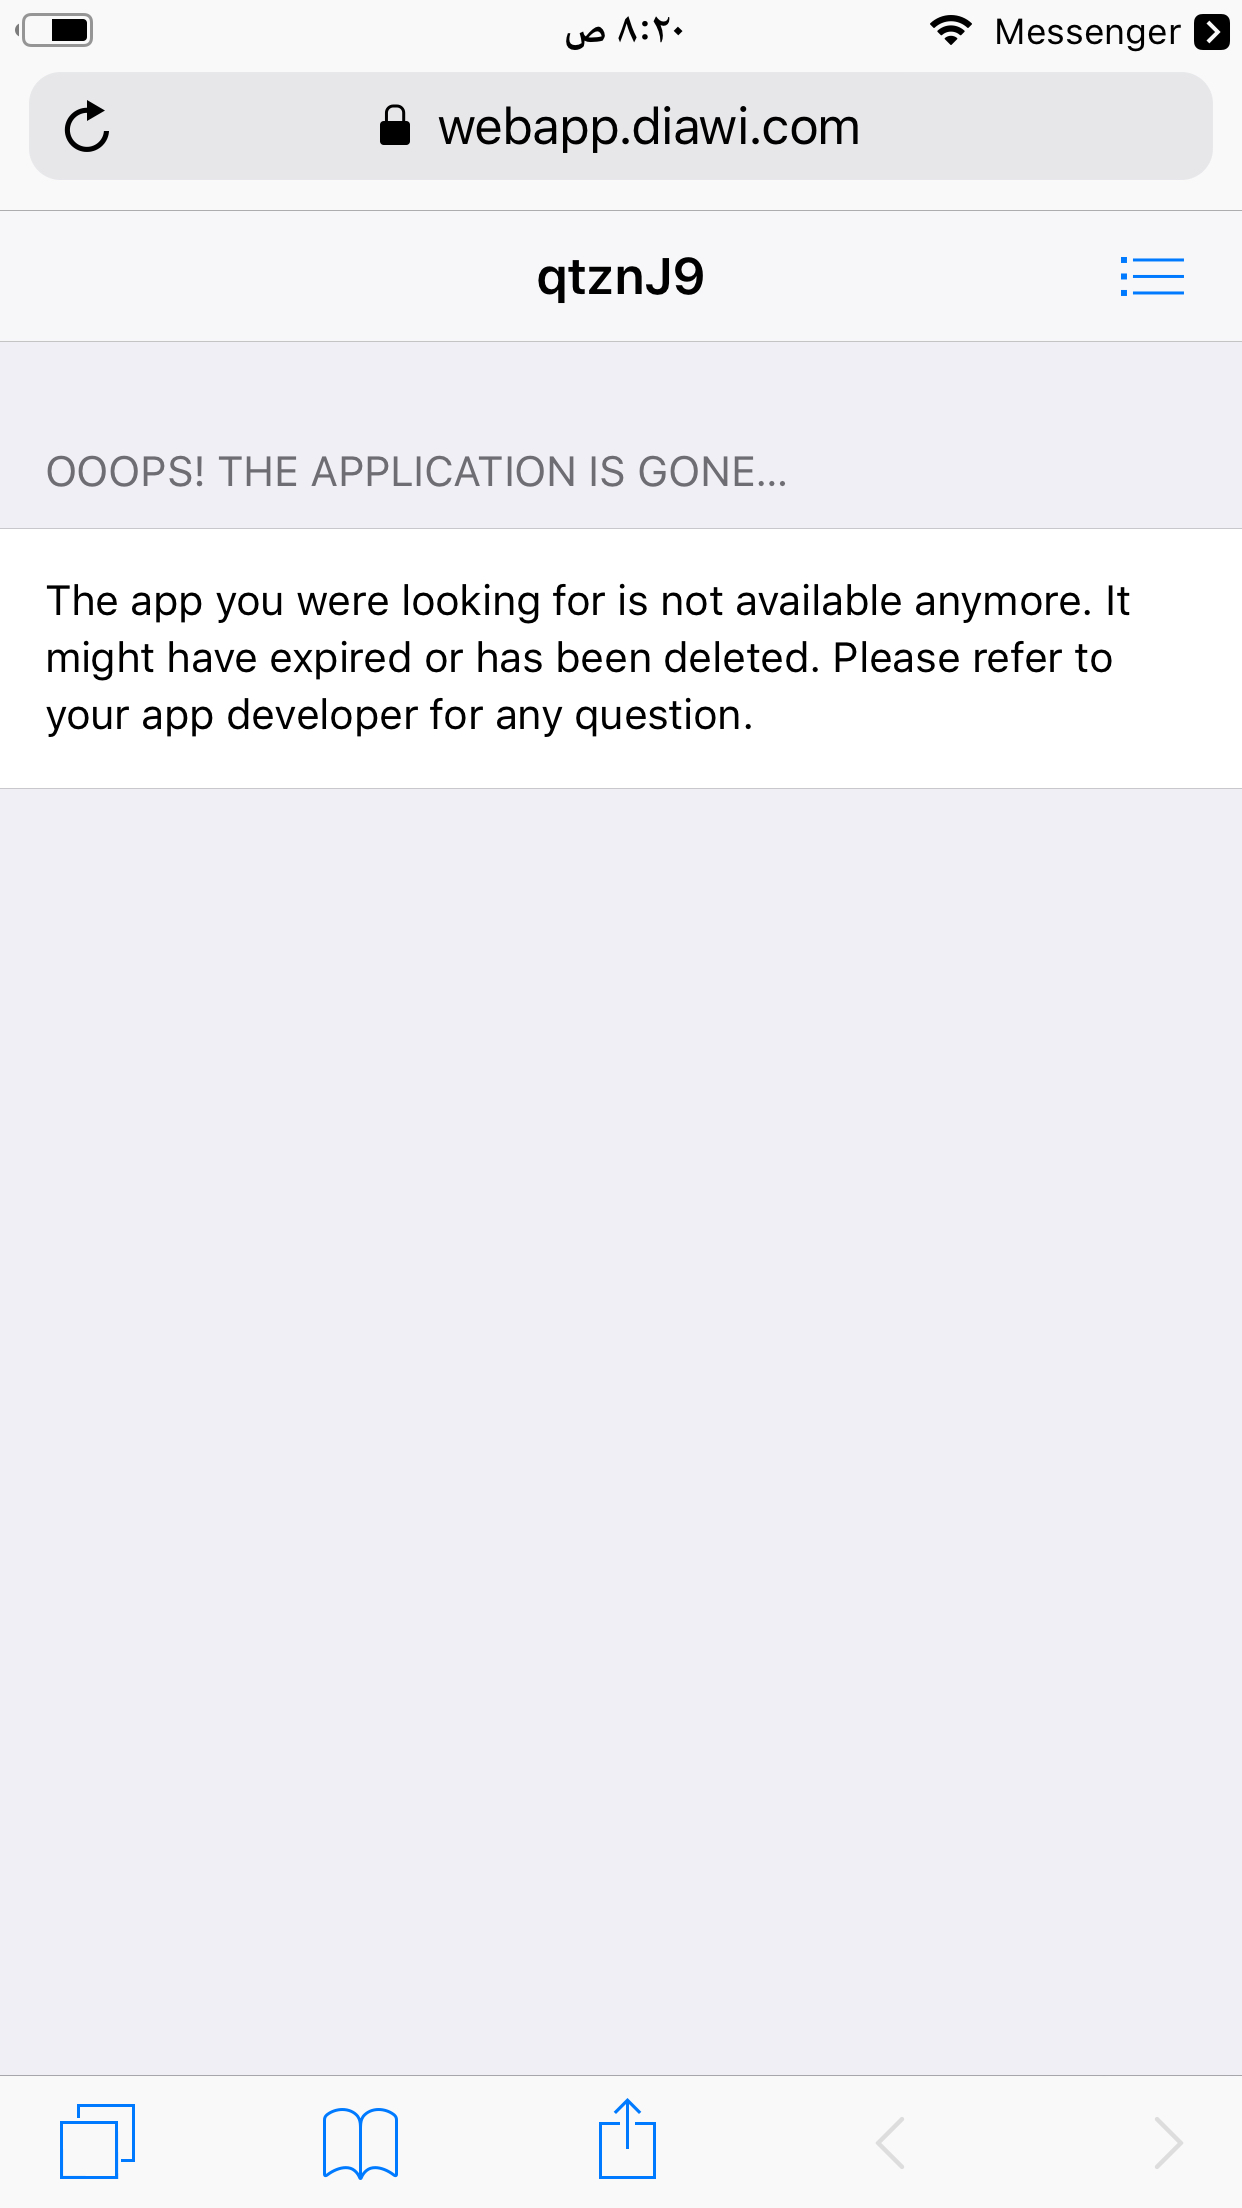 ٨:٢٠ ص
Messenger
webapp.diawi.com
qtznJ9
OOOPS! THE APPLICATION IS GONE...
The app you were looking for is not available anymore. It
might have expired or has been deleted. Please refer to
your app developer for any question.